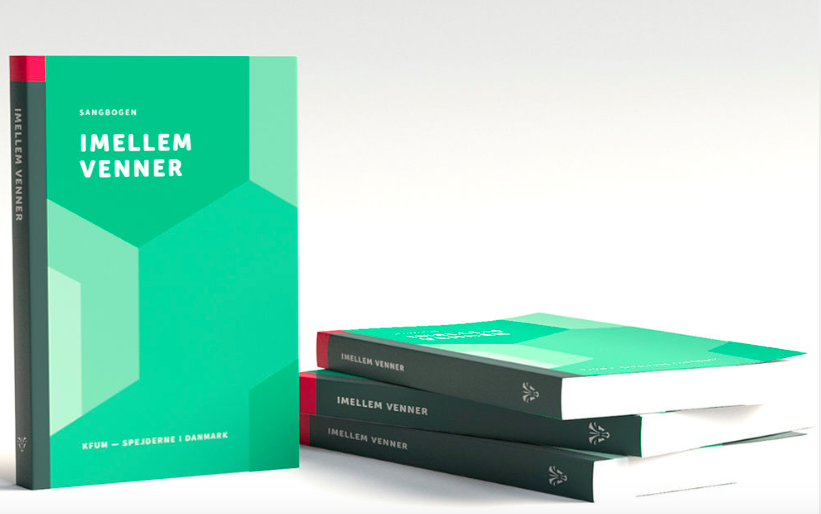 SANGBOGEN
IMELLEM
VENNER
KFUM — SPEJDERNE I DANMARK
IMELLEM VENNER
IMELLEM VENNER
IMELLEM VENNER
IMELLEM VENNER